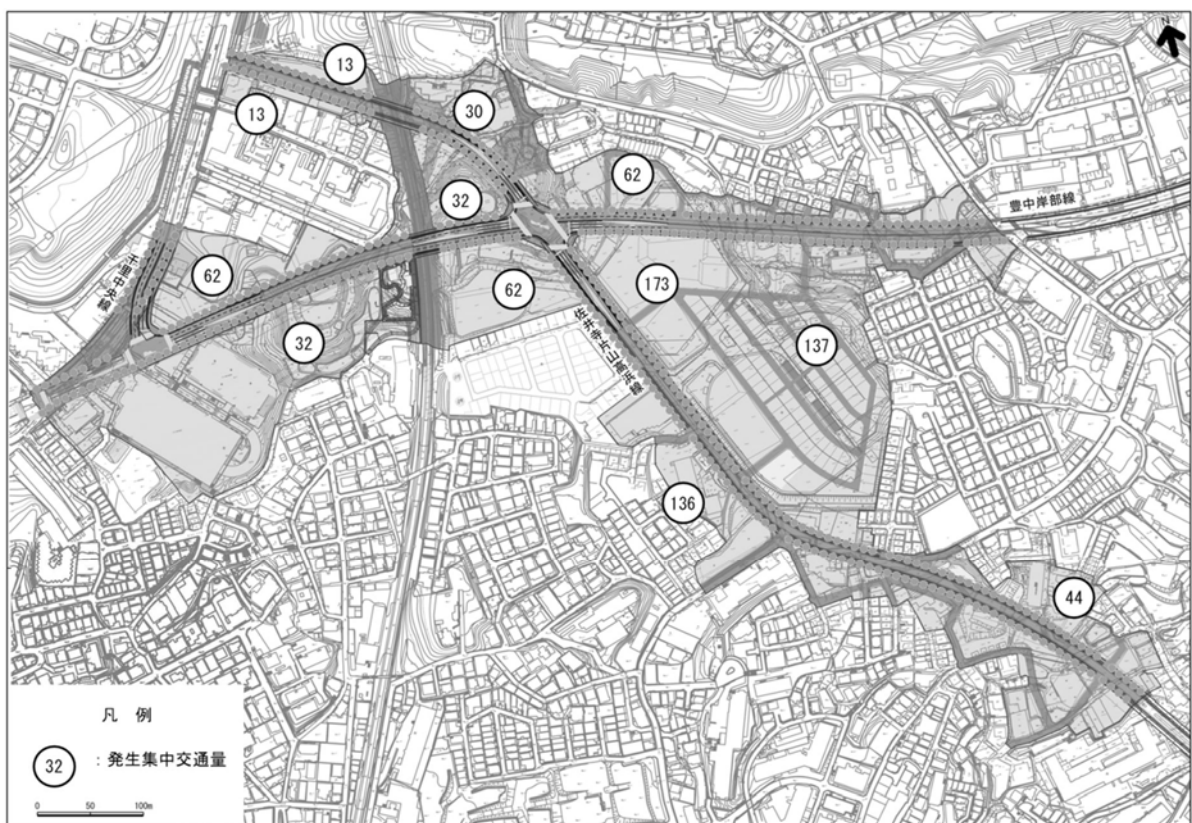 N
13
13
30
62
32
豊中岸部線
62
62
173
千里中央線
32
137
佐井寺片山高浜線
136
44
凡 例
32 : 発生集中交通量
0 50 100m